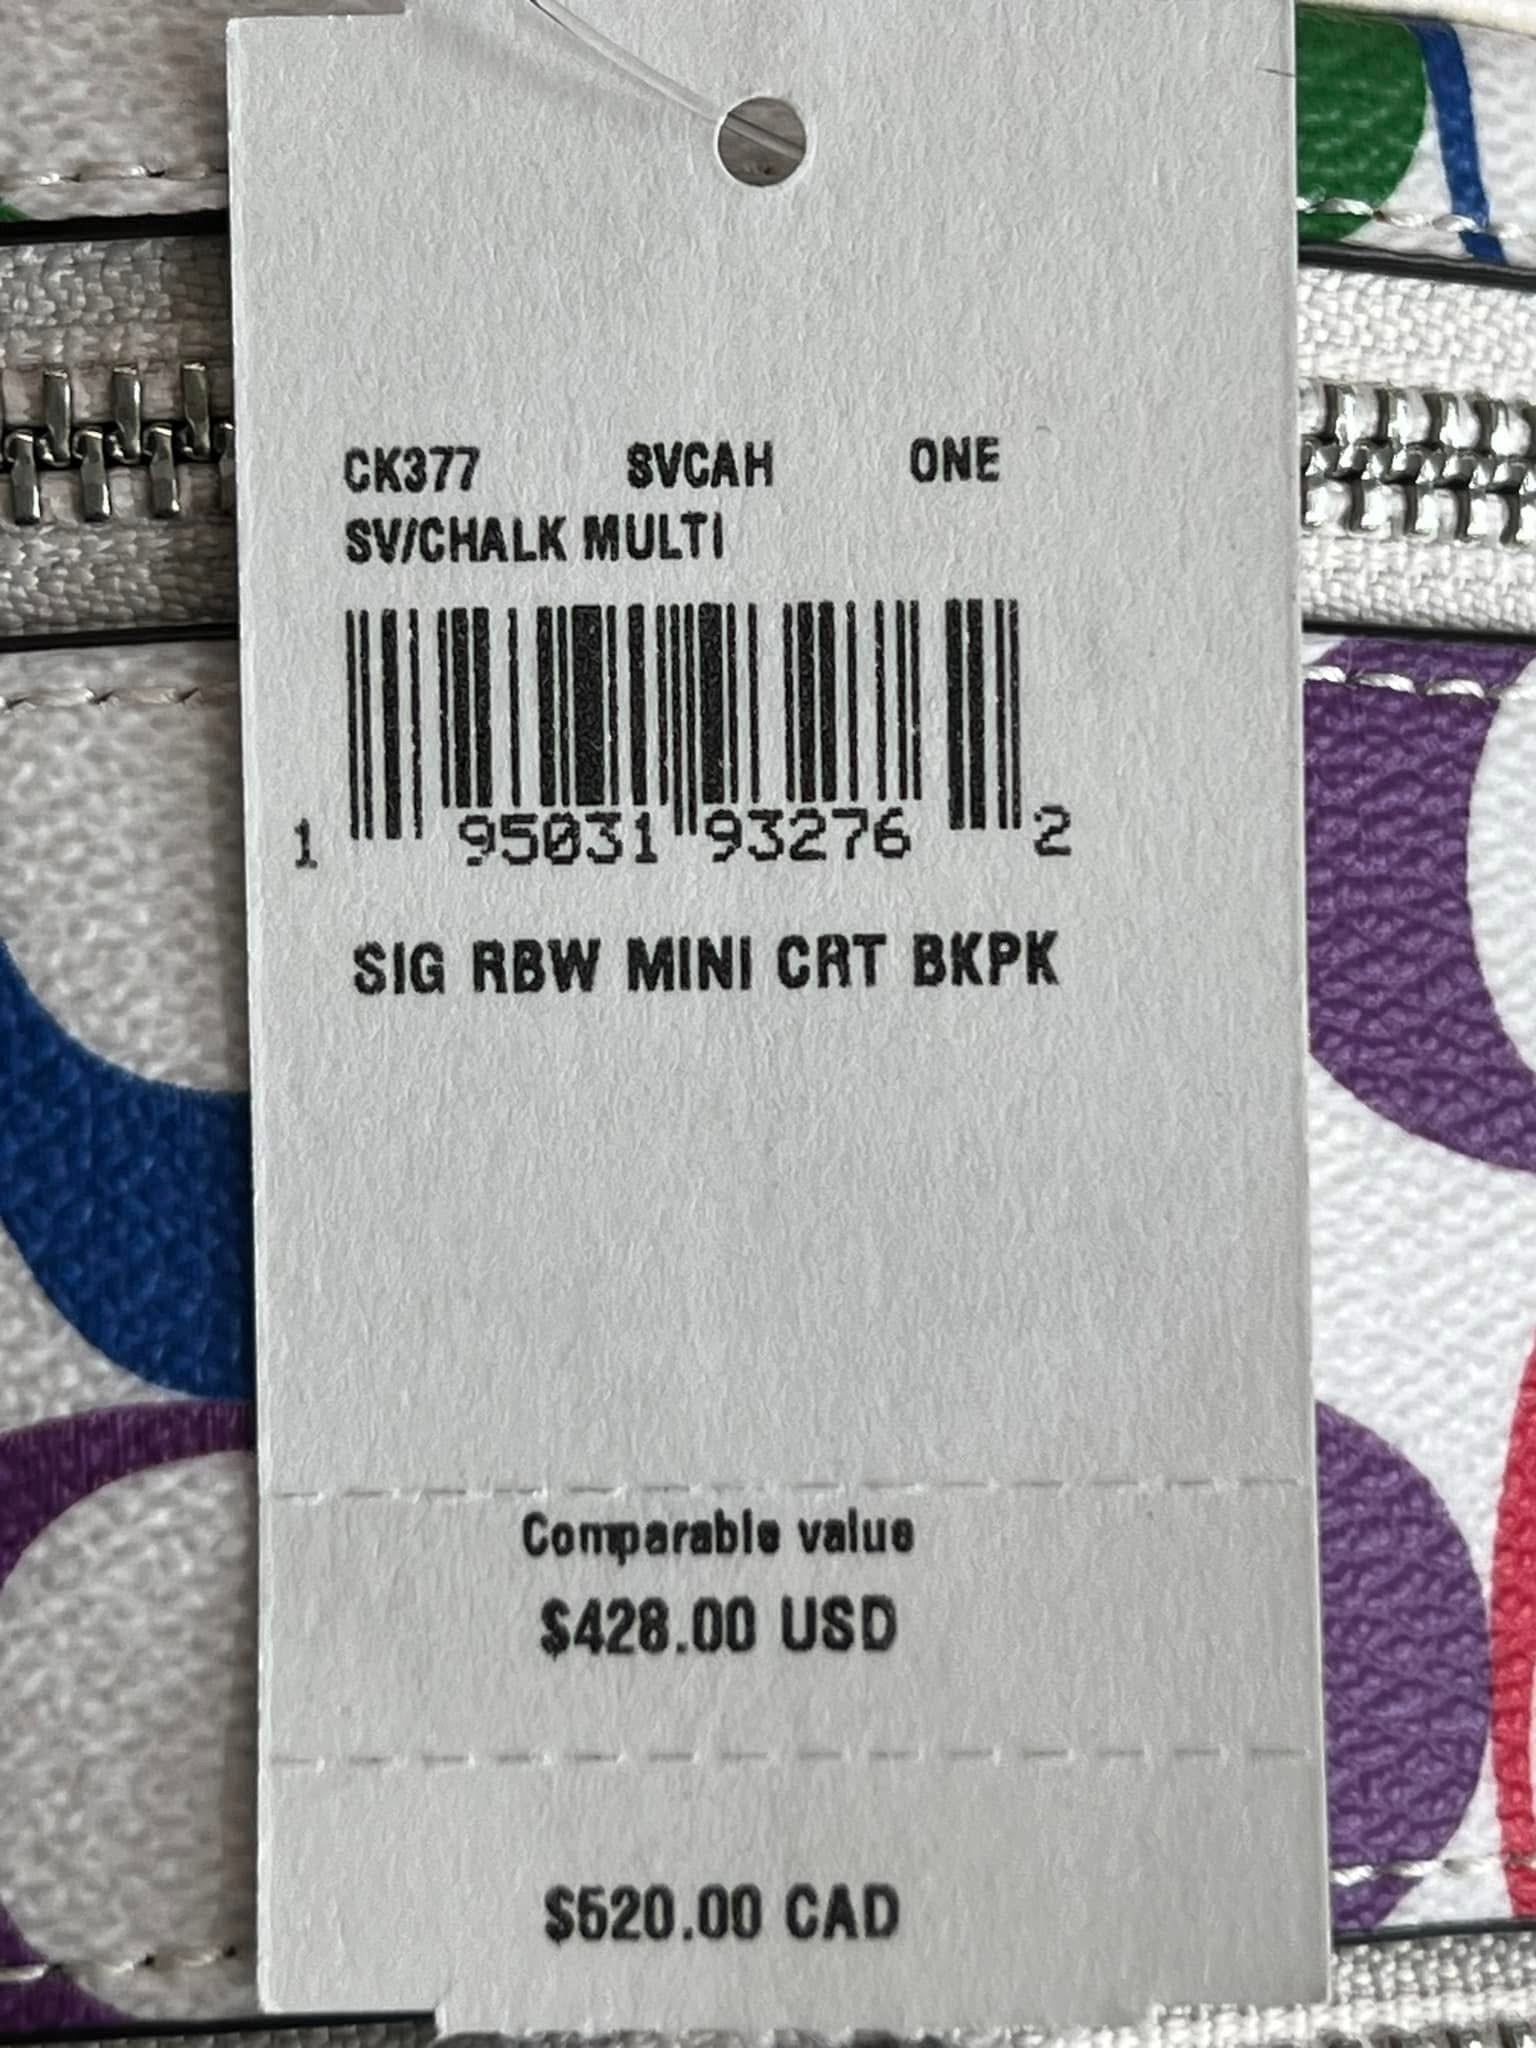 CK377 SVCAH ONE
SV/CHALK MULTI
1 95031 93276 2
SIG RBW MINI CRT BKPK
Comparable value
$428.00 USD
$520.00 CAD